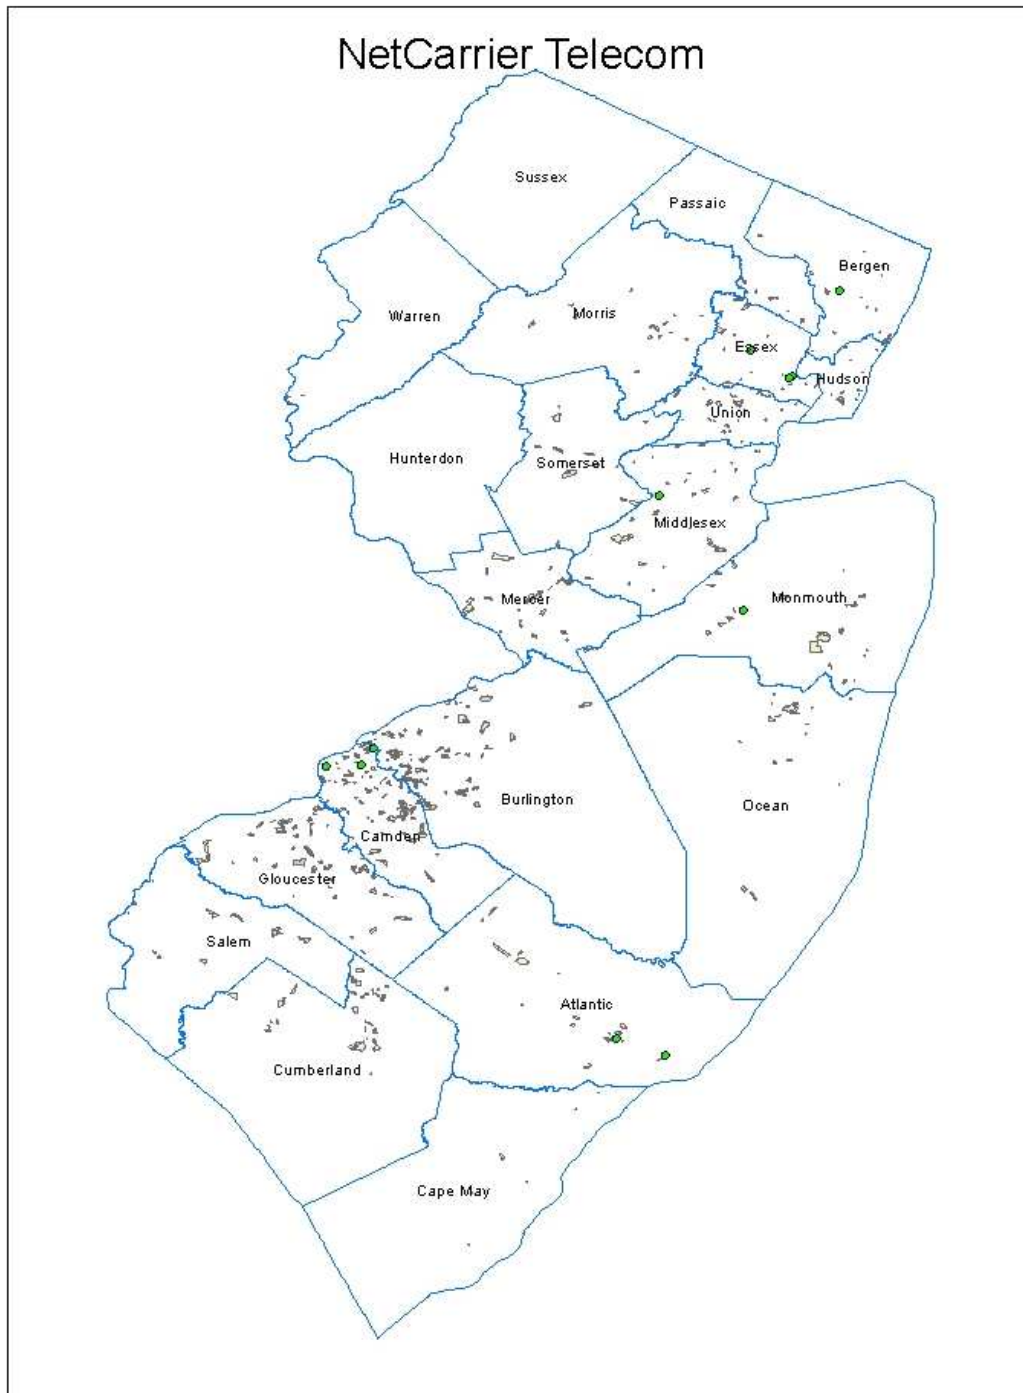 NetCarrier Telecom
Sussex
Passaic
Bergen
Warren
Morris
Essex
Hudson
Union
Hunterdon
Somerset
Middlesex
Mercer
Monmouth
Burlington
Ocean
Camden
Gloucester
Salem
Atlantic
Cumberland
Cape May